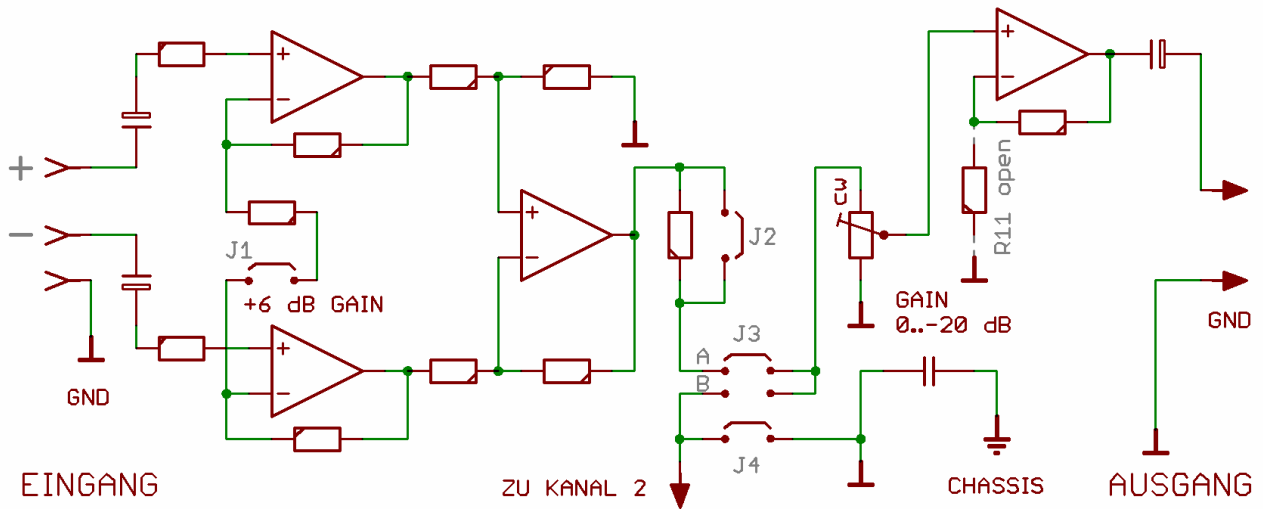 +
−
GND
EINGANG
J1
+6 dB GAIN
+
−
+
−
+
−
J2
J3
A
B
J4
ZU KANAL 2
W3
GAIN
0..-20 dB
+
−
R11 open
CHASSIS
GND
AUSGANG